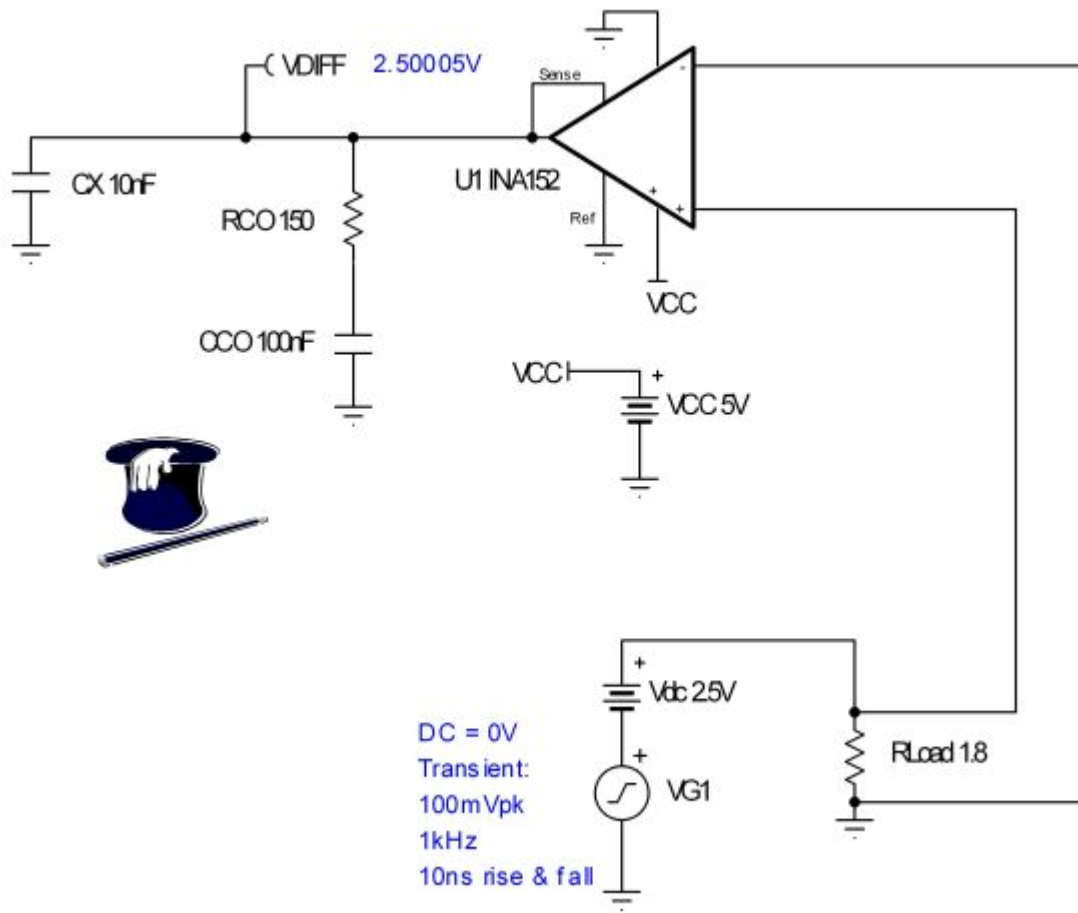 VDIFF 2.50005V
Sense
-
CX 10nF
U1 INA152
RCO 150
Ref
+
+
VCC
CCO 100nF
VCC
+
VCC 5V
+
Vdc 2.5V
DC = 0V
Transient:
100mVpk
1kHz
10ns rise & fall
+
VG1
RLoad 1.8